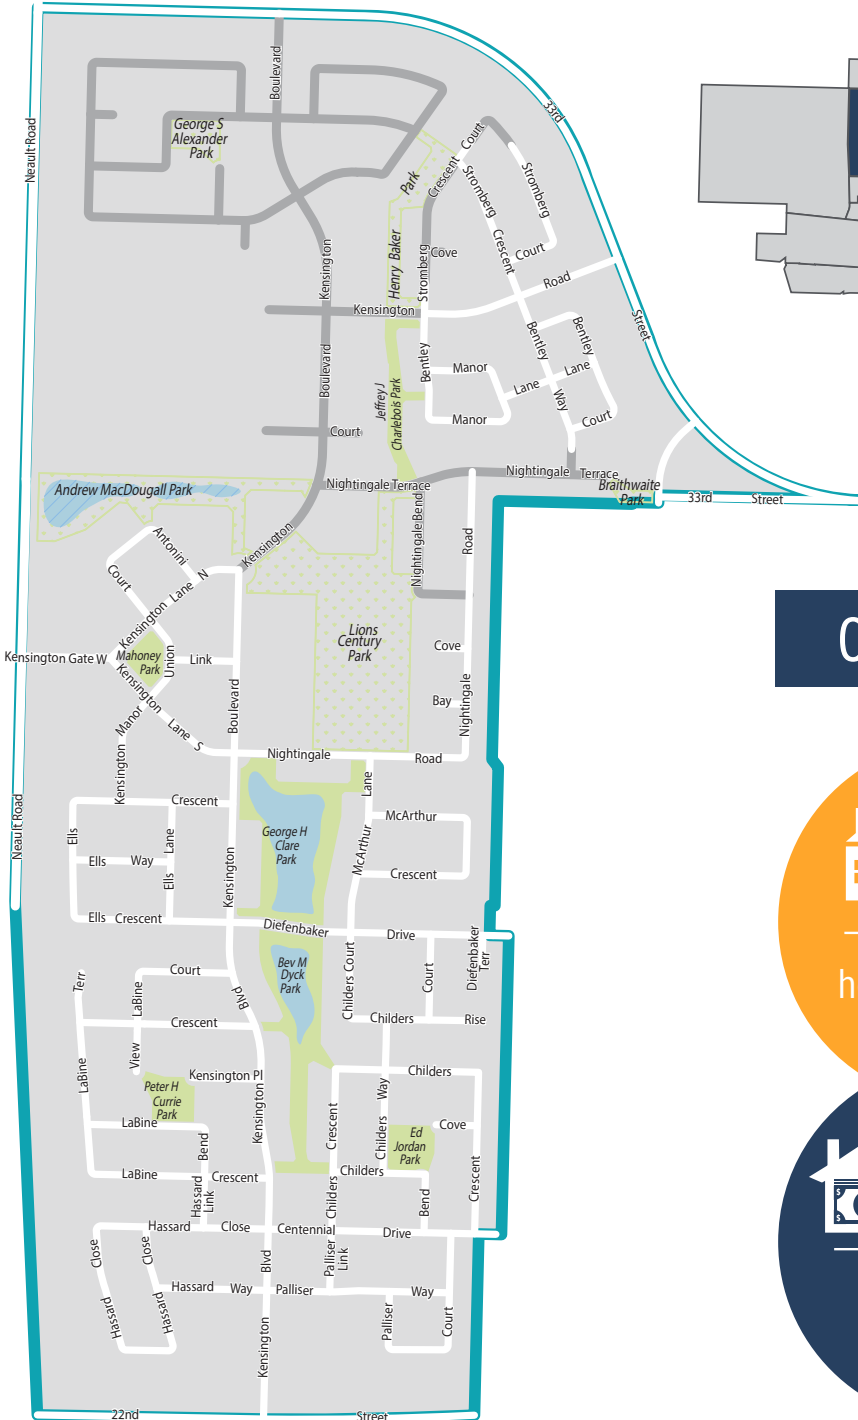 Neault Road
Boulevard
33rd
George S
Alexander
Park
Park
Crescent Court
Stromberg
Stromberg
Crescent
Court
Henry Baker
Stromberg
Cove
Kensington
Road
Kensington
Street
Bentley
Bentley
Boulevard
Bentley
Manor
Lane
Lane
Jeffrey J
Charlebois Park
Way
Manor
Court
Court
Nightingale Terrace
Nightingale Terrace
Braithwaite
Park
33rd Street
Andrew MacDougall Park
Nightingale Bend
Road
Antonini
Kensington
Court
Lane N
Kensington
Lions
Century
Park
Cove
Kensington Gate W
Mahoney
Park
Union
Link
Kensington
Boulevard
Bay
Nightingale
Manor
Lane S
Nightingale Road
Kensington
Lane
Crescent
McArthur
Neault Road
Ells
Lane
George H
Clare
Park
McArthur
Ells Way
Ells
Kensington
Crescent
Ells Crescent
Diefenbaker
Drive
Diefenbaker
Terr
Bev M
Dyck
Park
Childers Court
Court
Terr
Court
LaBine
Blvd
Crescent
Childers Rise
View
LaBine
Kensington Pl
Childers
Peter H
Currie
Park
Kensington
Way
Crescent
Childers
LaBine
Bend
Cove
Ed
Jordan
Park
LaBine
Crescent
Childers
Crescent
Hassard
Link
Childers
Bend
Hassard Close
Centennial
Drive
Close
Close
Blvd
Palliser
Link
Hassard Way
Palliser
Way
Hassard
Hassard
Palliser
Court
Kensington
22nd
Street
h